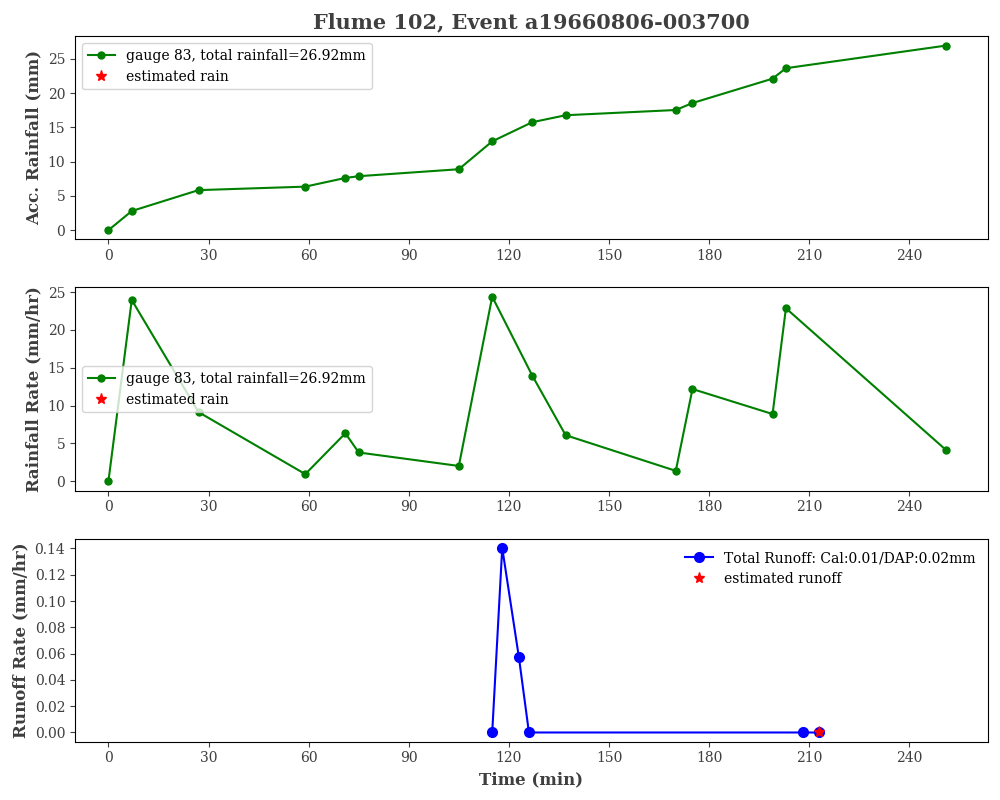 Flume 102, Event a19660806-003700
Acc. Rainfall (mm)
25
20
15
10
5
0
gauge 83, total rainfall=26.92mm
estimated rain
0 30 60 90 120 150 180 210 240
Rainfall Rate (mm/hr)
25
20
15
10
5
0
gauge 83, total rainfall=26.92mm
estimated rain
0 30 60 90 120 150 180 210 240
Runoff Rate (mm/hr)
0.14
0.12
0.10
0.08
0.06
0.04
0.02
0.00
Total Runoff: Cal:0.01/DAP:0.02mm
estimated runoff
0 30 60 90 120 150 180 210 240
Time (min)